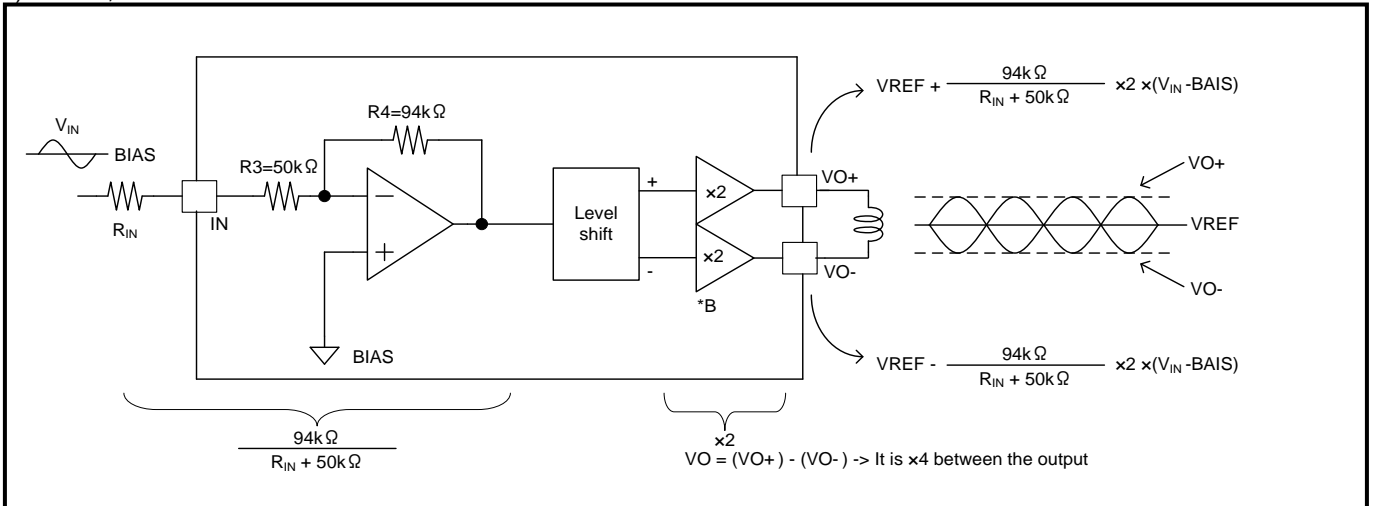 VREF + 94kΩ / RIN + 50kΩ ×2 ×(VIN -BAIS)
R4=94kΩ
VIN
BIAS
R3=50kΩ
VO+
+
×2
VO+
−
Level
shift
VREF
IN
RIN
+
×2
-
VO-
VO-
*B
BIAS
VREF - 94kΩ / RIN + 50kΩ ×2 ×(VIN -BAIS)
94kΩ
RIN + 50kΩ
×2
VO = (VO+ ) - (VO- ) -> It is ×4 between the output